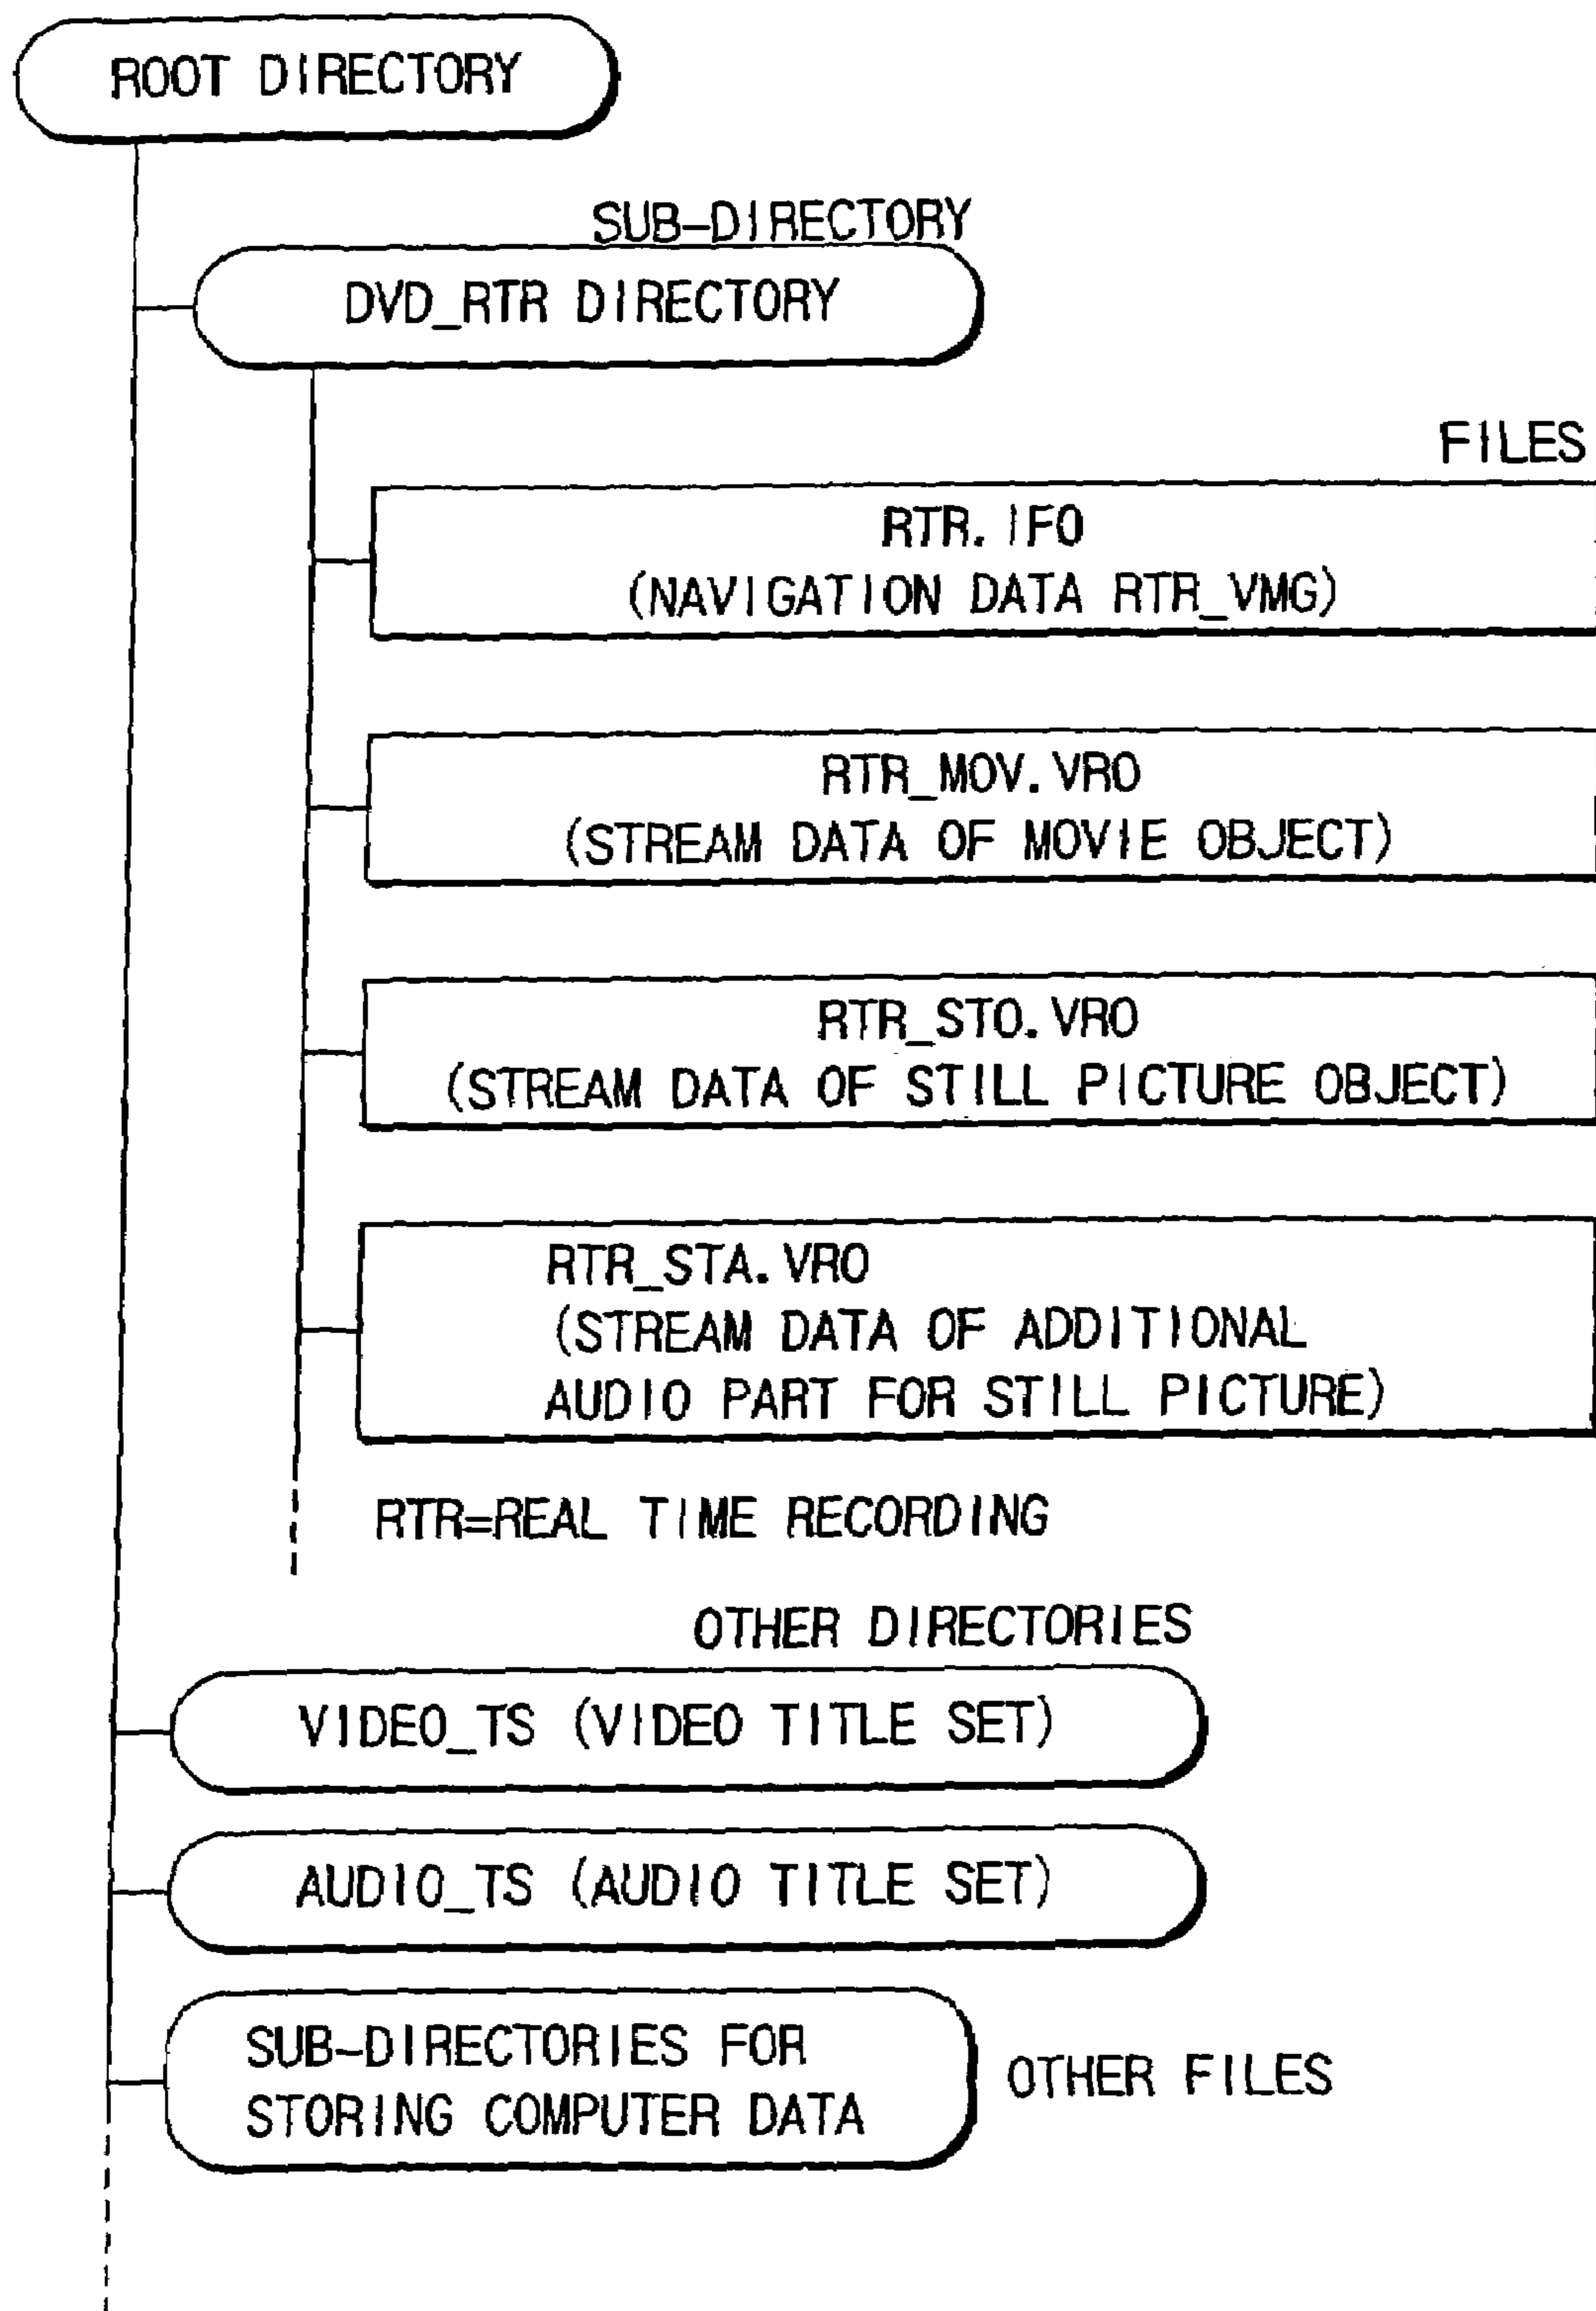 ROOT DIRECTORY
SUB-DIRECTORY
DVD_RTR DIRECTORY
FILES
RTR.IFO
(NAVIGATION DATA RTR_VMG)
RTR_MOV.VRO
(STREAM DATA OF MOVIE OBJECT)
RTR_STO.VRO
(STREAM DATA OF STILL PICTURE OBJECT)
RTR_STA.VRO
(STREAM DATA OF ADDITIONAL
AUDIO PART FOR STILL PICTURE)
RTR=REAL TIME RECORDING
OTHER DIRECTORIES
VIDEO_TS (VIDEO TITLE SET)
AUDIO_TS (AUDIO TITLE SET)
SUB-DIRECTORIES FOR
STORING COMPUTER DATA
OTHER FILES